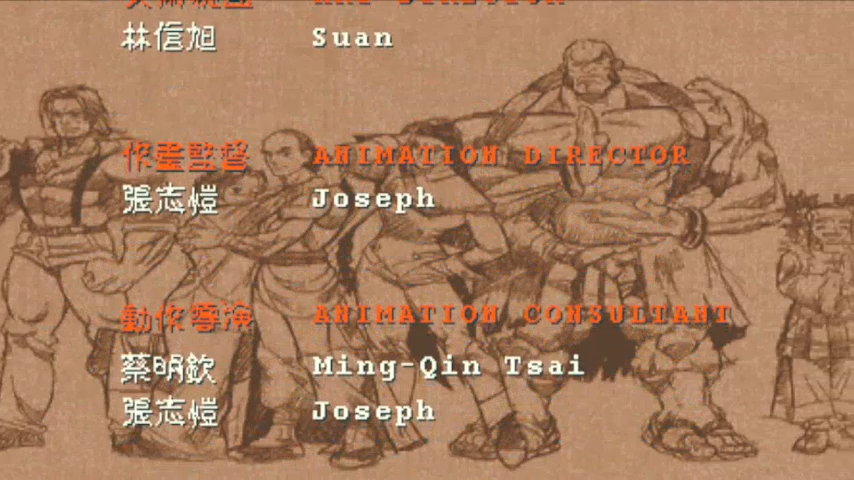 林信旭 Suan
作畫監督 ANIMATION DIRECTOR
張志愷 Joseph
動作導演 ANIMATION CONSULTANT
蔡明欽 Ming-Qin Tsai
張志愷 Joseph